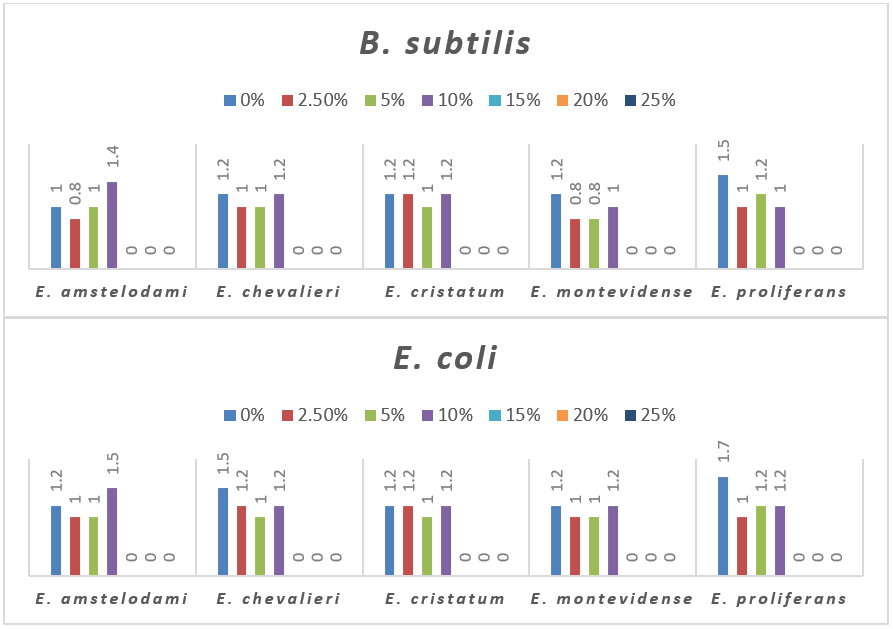 B. subtilis
0% 2.50% 5% 10% 15% 20% 25%
1 0.8 1 1.4 0 0 0 1.2 1 1 1.2 0 0 0 1.2 1.2 1 1.2 0 0 0 1.2 0.8 0.8 1 0 0 0 1.5 1 1.2 1 0 0 0
E. amstelodami E. chevalieri E. cristatum E. montevidense E. proliferans
E. coli
0% 2.50% 5% 10% 15% 20% 25%
1.2 1 1 1.5 0 0 0 1.5 1.2 1 1.2 0 0 0 1.2 1.2 1 1.2 0 0 0 1.2 1 1 1.2 0 0 0 1.7 1 1.2 1.2 0 0 0
E. amstelodami E. chevalieri E. cristatum E. montevidense E. proliferans